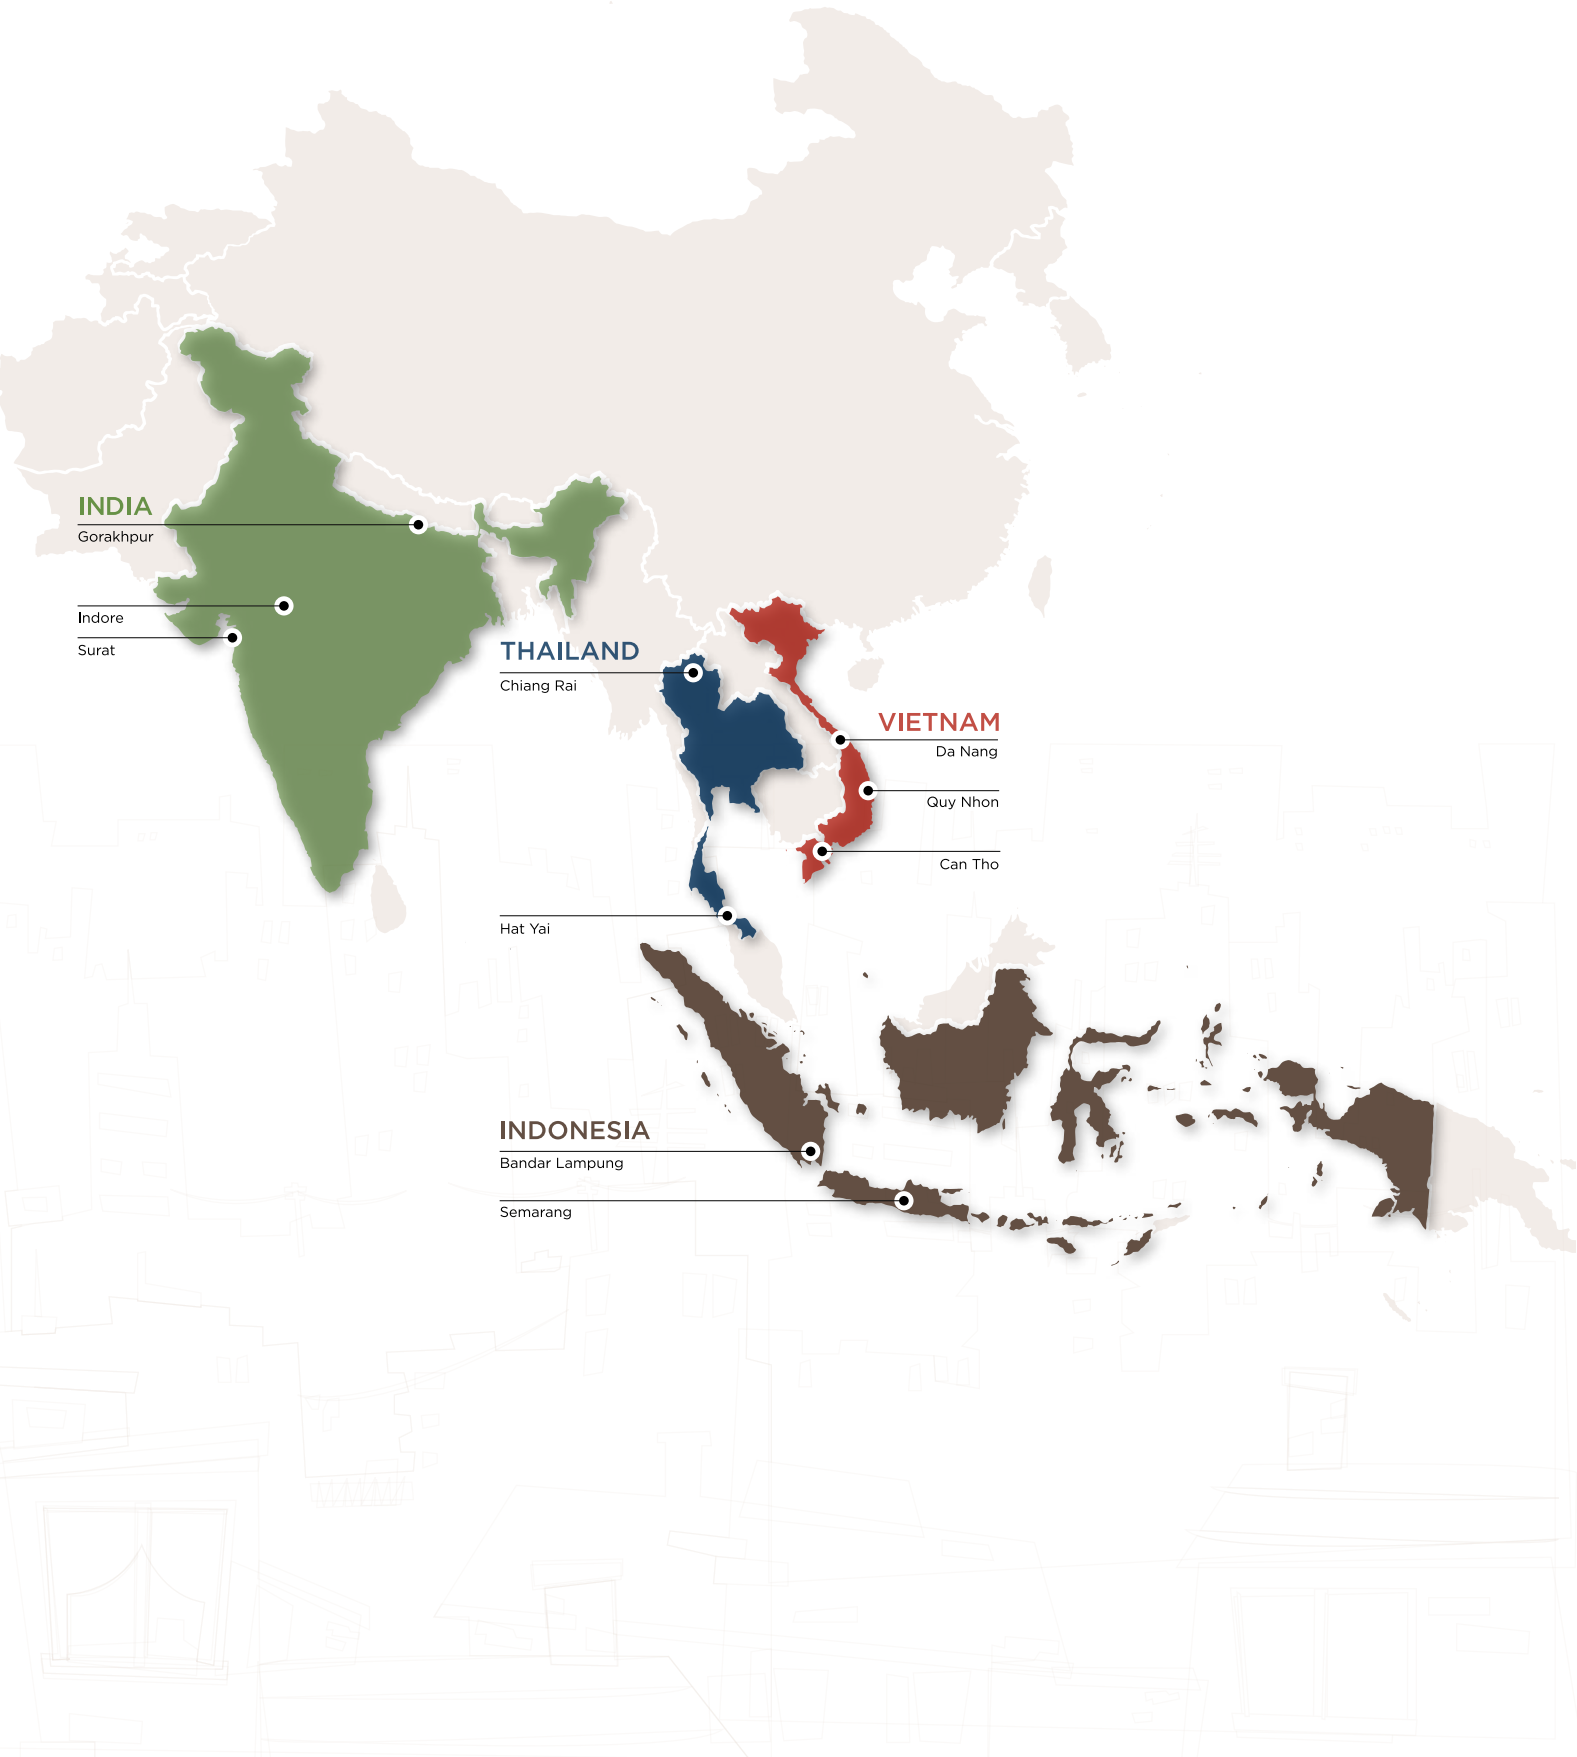 INDIA
Gorakhpur
Indore
Surat
THAILAND
Chiang Rai
VIETNAM
Da Nang
Quy Nhon
Can Tho
Hat Yai
INDONESIA
Bandar Lampung
Semarang